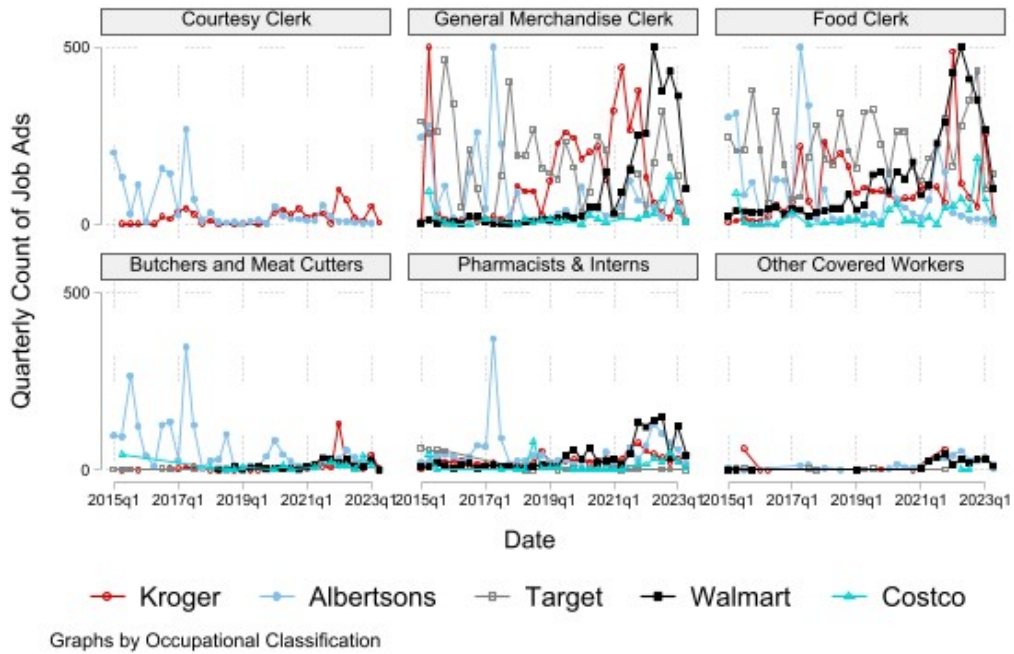 Courtesy Clerk
General Merchandise Clerk
Food Clerk
500
0
Butchers and Meat Cutters
Pharmacists & Interns
Other Covered Workers
500
0
Quarterly Count of Job Ads
2015q1 2017q1 2019q1 2021q1 2023q1
2015q1 2017q1 2019q1 2021q1 2023q1
2015q1 2017q1 2019q1 2021q1 2023q1
Date
Kroger Albertsons Target Walmart Costco
Graphs by Occupational Classification